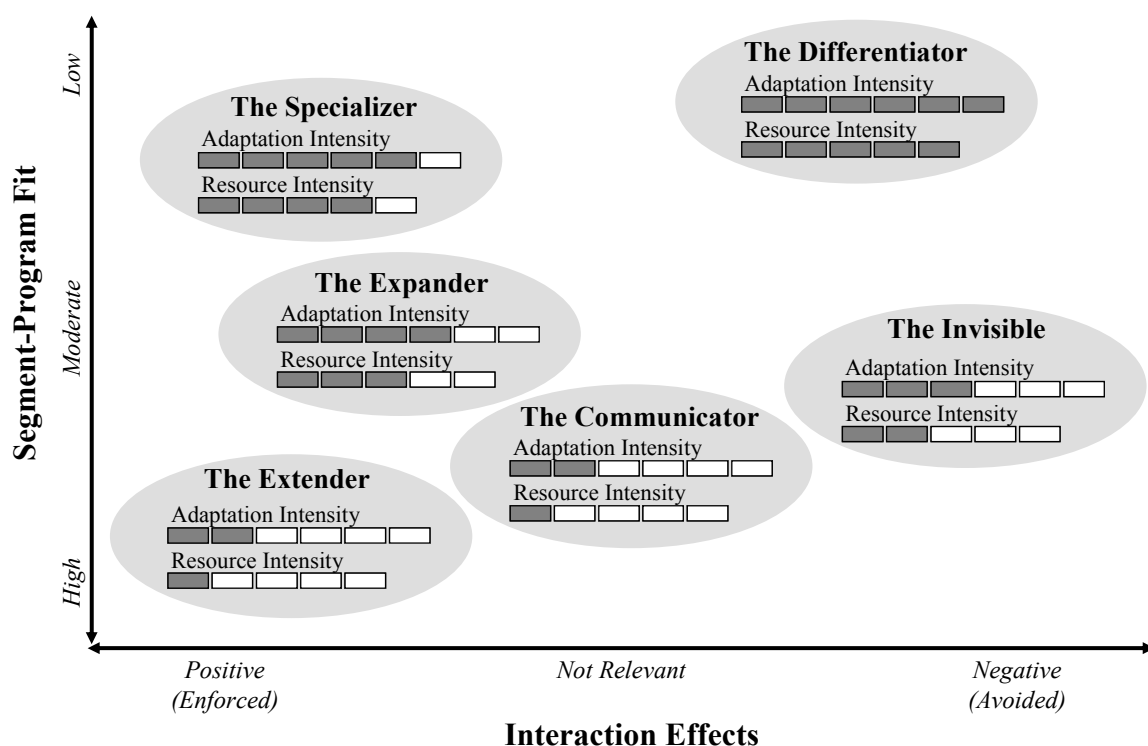 Segment-Program Fit
Low
Moderate
High
The Differentiator
Adaptation Intensity
Resource Intensity
The Specializer
Adaptation Intensity
Resource Intensity
The Expander
Adaptation Intensity
Resource Intensity
The Invisible
Adaptation Intensity
Resource Intensity
The Communicator
Adaptation Intensity
Resource Intensity
The Extender
Adaptation Intensity
Resource Intensity
Positive
(Enforced)
Not Relevant
Negative
(Avoided)
Interaction Effects